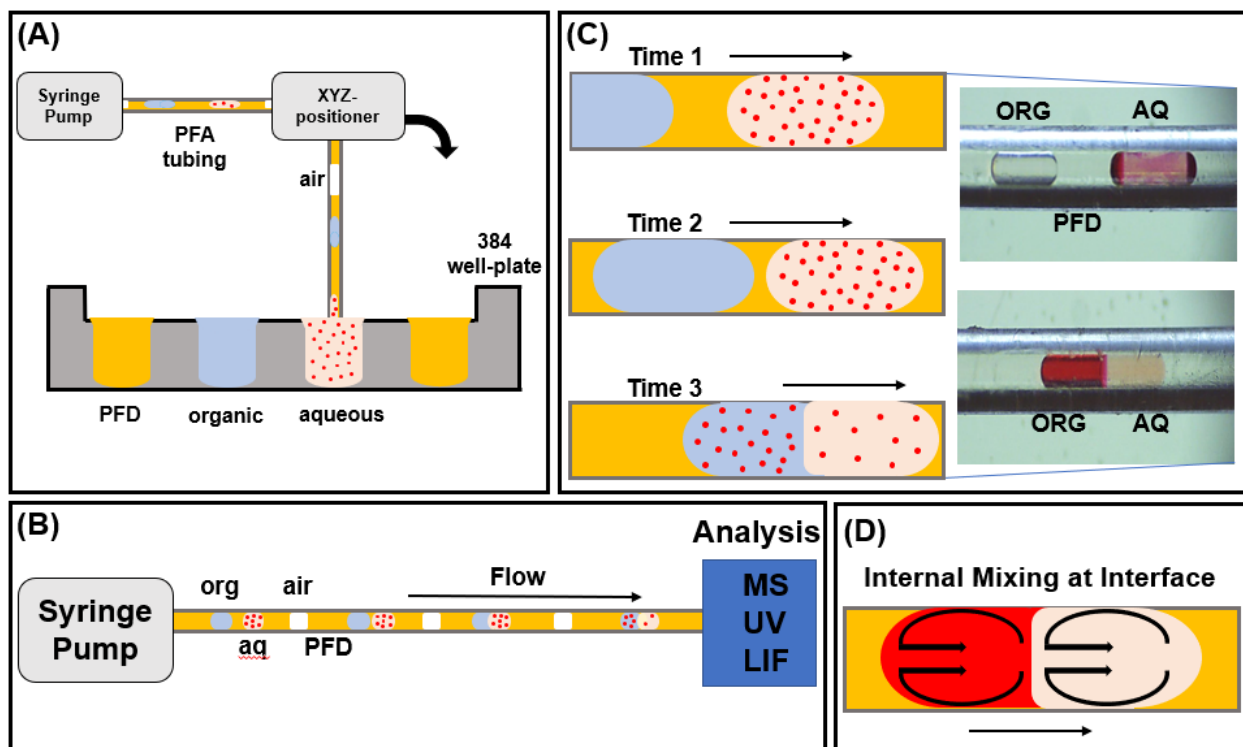 (A)
Syringe
Pump
XYZ-
positioner
PFA
tubing
air
384
well-plate
PFD
organic
aqueous
(B)
Syringe
Pump
org
air
aq
PFD
Flow
Analysis
MS
UV
LIF
(C)
Time 1
Time 2
Time 3
ORG
AQ
PFD
ORG
AQ
(D)
Internal Mixing at Interface